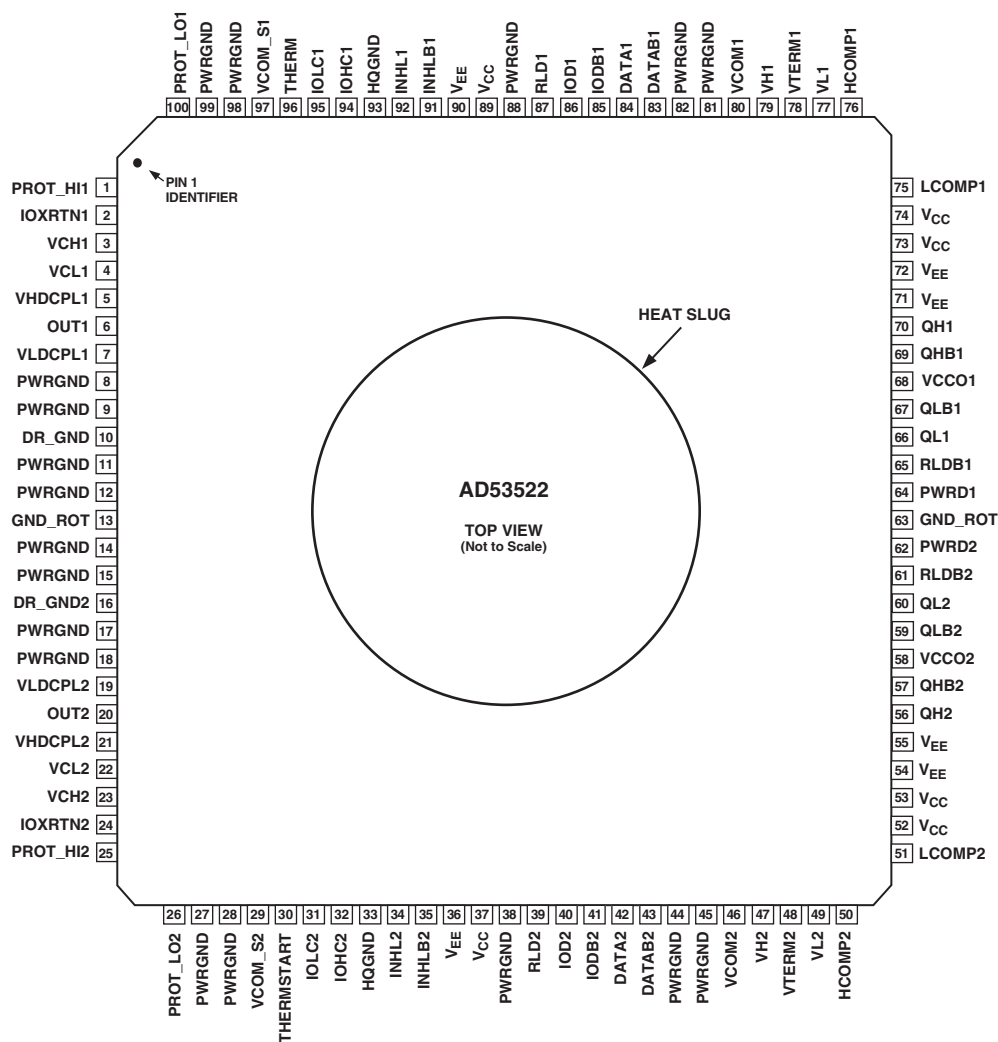 PROT_LO1
PWRGND
PWRGND
VCOM_S1
THERM
IOLC1
IOHC1
HQGND
INHL1
INHLB1
VEE
VCC
PWRGND
RLD1
IOD1
IODB1
DATA1
DATAB1
PWRGND
PWRGND
VCOM1
VH1
VTERM1
VL1
HCOMP1
100 99 98 97 96 95 94 93 92 91 90 89 88 87 86 85 84 83 82 81 80 79 78 77 76
PIN 1
IDENTIFIER
PROT_HI1 1
IOXRTN1 2
VCH1 3
VCL1 4
VHDCPL1 5
OUT1 6
VLDCPL1 7
PWRGND 8
PWRGND 9
DR_GND 10
PWRGND 11
PWRGND 12
GND_ROT 13
PWRGND 14
PWRGND 15
DR_GND2 16
PWRGND 17
PWRGND 18
VLDCPL2 19
OUT2 20
VHDCPL2 21
VCL2 22
VCH2 23
IOXRTN2 24
PROT_HI2 25
HEAT SLUG
AD53522
TOP VIEW
(Not to Scale)
75 LCOMP1
74 VCC
73 VCC
72 VEE
71 VEE
70 QH1
69 QHB1
68 VCCO1
67 QLB1
66 QL1
65 RLDB1
64 PWRD1
63 GND_ROT
62 PWRD2
61 RLDB2
60 QL2
59 QLB2
58 VCCO2
57 QHB2
56 QH2
55 VEE
54 VEE
53 VCC
52 VCC
51 LCOMP2
26 27 28 29 30 31 32 33 34 35 36 37 38 39 40 41 42 43 44 45 46 47 48 49 50
PROT_LO2
PWRGND
PWRGND
VCOM_S2
THERMSTART
IOLC2
IOHC2
HQGND
INHL2
INHLB2
VEE
VCC
PWRGND
RLD2
IOD2
IODB2
DATA2
DATAB2
PWRGND
PWRGND
VCOM2
VH2
VTERM2
VL2
HCOMP2